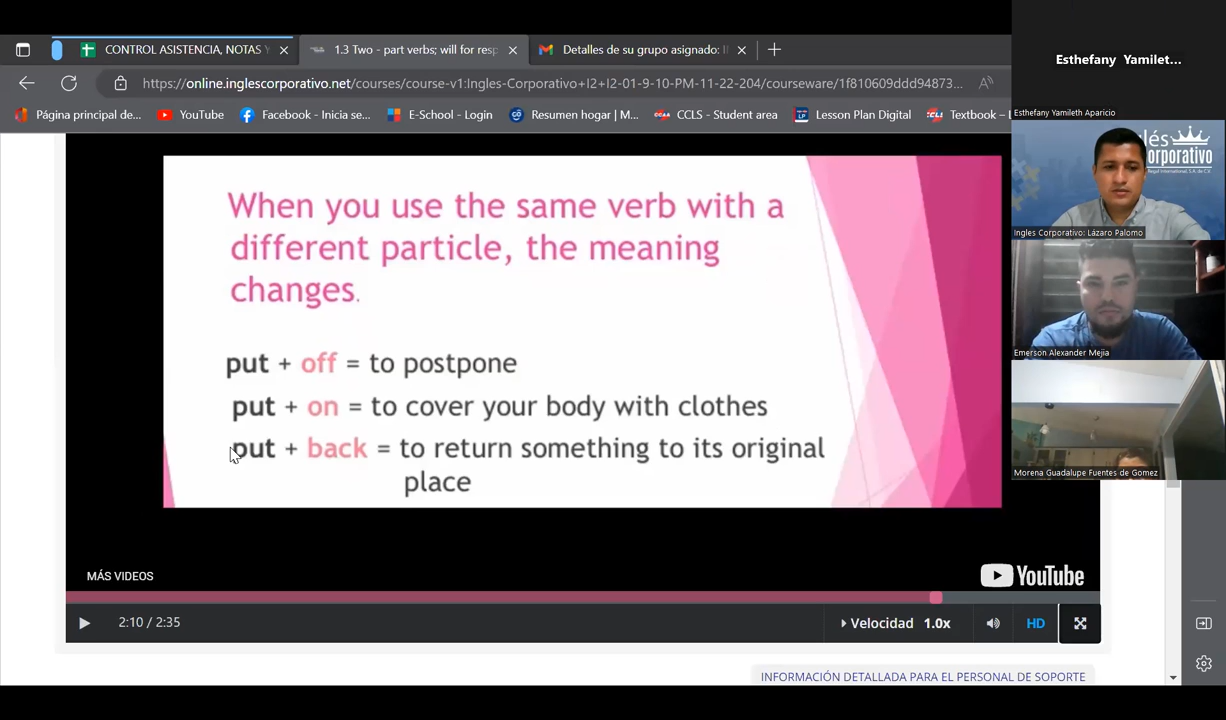 CONTROL ASISTENCIA, NOTAS Y
1.3 Two - part verbs; will for resp
Detalles de su grupo asignado: I
https://online.inglescorporativo.net/courses/course-v1:Ingles-Corporativo+I2+I2-01-9-10-PM-11-22-204/courseware/1f810609ddd94873...
Página principal de...
YouTube
Facebook - Inicia se...
E-School - Login
Resumen hogar | M...
CCLS - Student area
Lesson Plan Digital
Textbook – L
When you use the same verb with a
different particle, the meaning
changes.
put + off = to postpone
put + on = to cover your body with clothes
put + back = to return something to its original
place
MÁS VIDEOS
YouTube
2:10 / 2:35
Velocidad 1.0x
HD
INFORMACIÓN DETALLADA PARA EL PERSONAL DE SOPORTE
Esthefany Yamilet...
Esthefany Yamileth Aparicio
lés
orporativo
Ingles Corporativo: Lázaro Palomo
Emerson Alexander Mejia
Morena Guadalupe Fuentes de Gomez